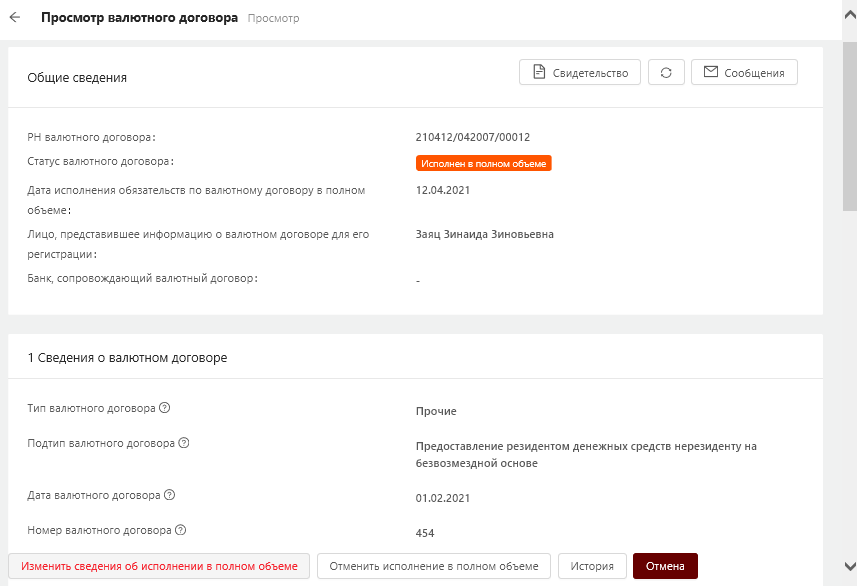 Просмотр валютного договора Просмотр
Общие сведения
Свидетельство
Сообщения
РН валютного договора: 210412/042007/00012
Статус валютного договора: Исполнен в полном объеме
Дата исполнения обязательств по валютному договору в полном 12.04.2021
объеме:
Лицо, представившее информацию о валютном договоре для его Заяц Зинаида Зиновьевна
регистрации:
Банк, сопровождающий валютный договор: -
1 Сведения о валютном договоре
Тип валютного договора Прочие
Подтип валютного договора Предоставление резидентом денежных средств нерезиденту на
безвозмездной основе
Дата валютного договора 01.02.2021
Номер валютного договора 454
Изменить сведения об исполнении в полном объеме Отменить исполнение в полном объеме История Отмена